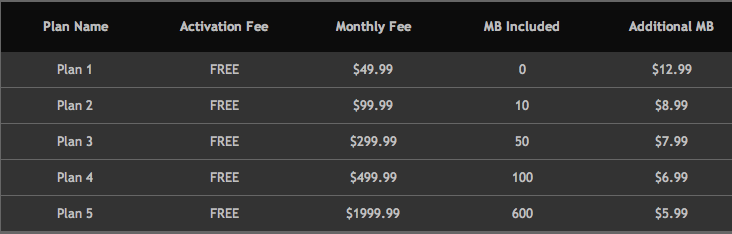 Plan Name Activation Fee Monthly Fee MB Included Additional MB
Plan 1 FREE $49.99 0 $12.99
Plan 2 FREE $99.99 10 $8.99
Plan 3 FREE $299.99 50 $7.99
Plan 4 FREE $499.99 100 $6.99
Plan 5 FREE $1999.99 600 $5.99